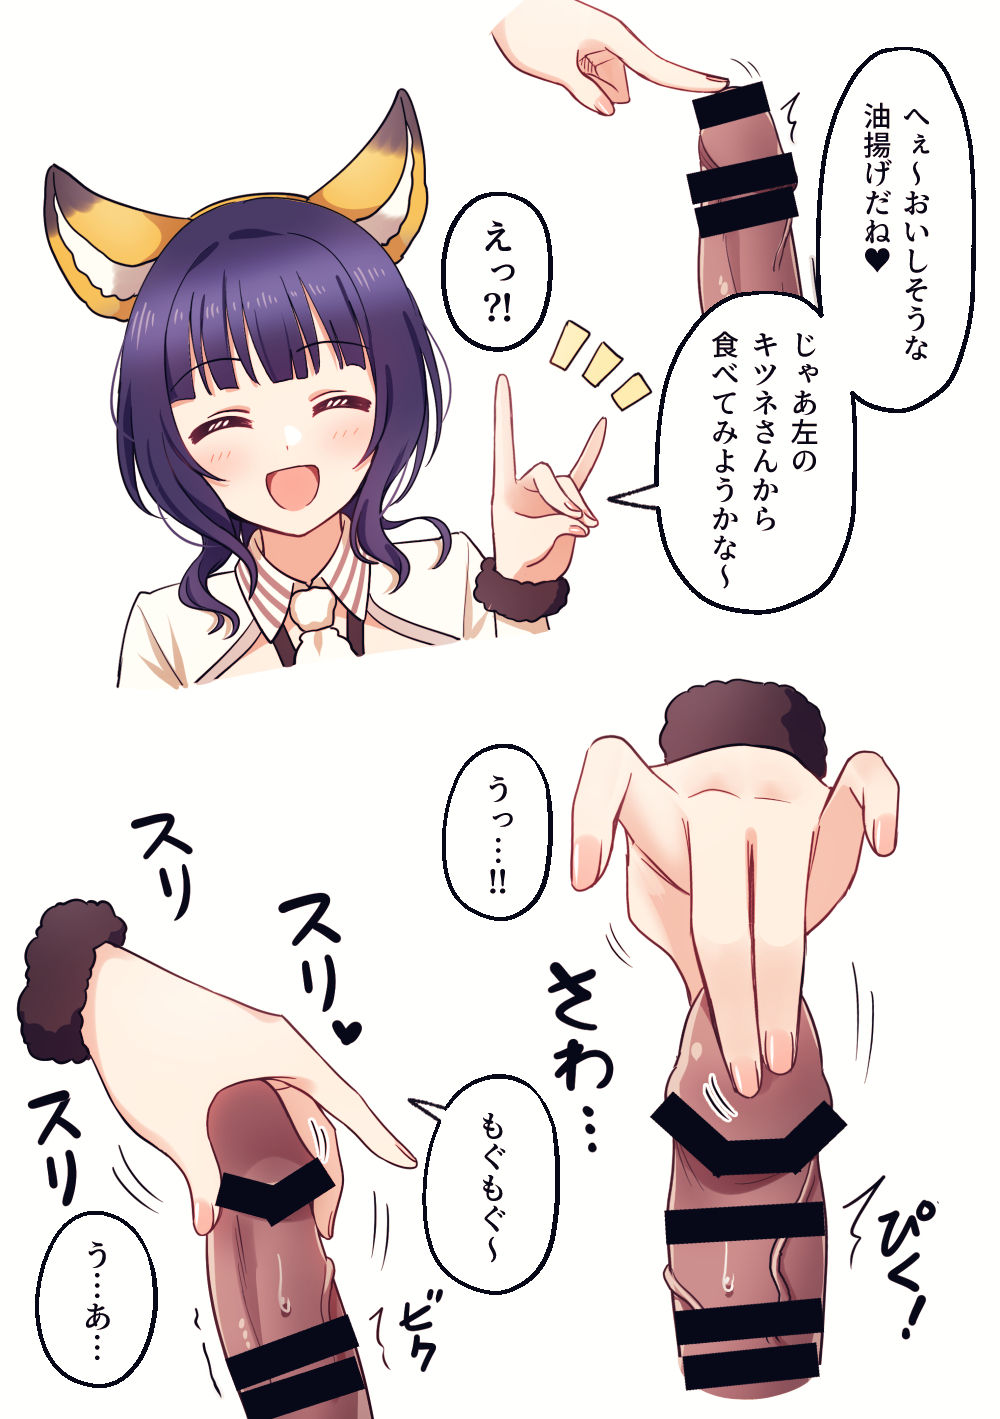 へぇ〜おいしそうな
油揚げだね♥
じゃあ左の
キツネさんから
食べてみようかな〜
えっ?!
うっ…!!
さわ…
ぴく!
スリ
スリ♥
スリ
もぐもぐ〜
う…あ…
ビク